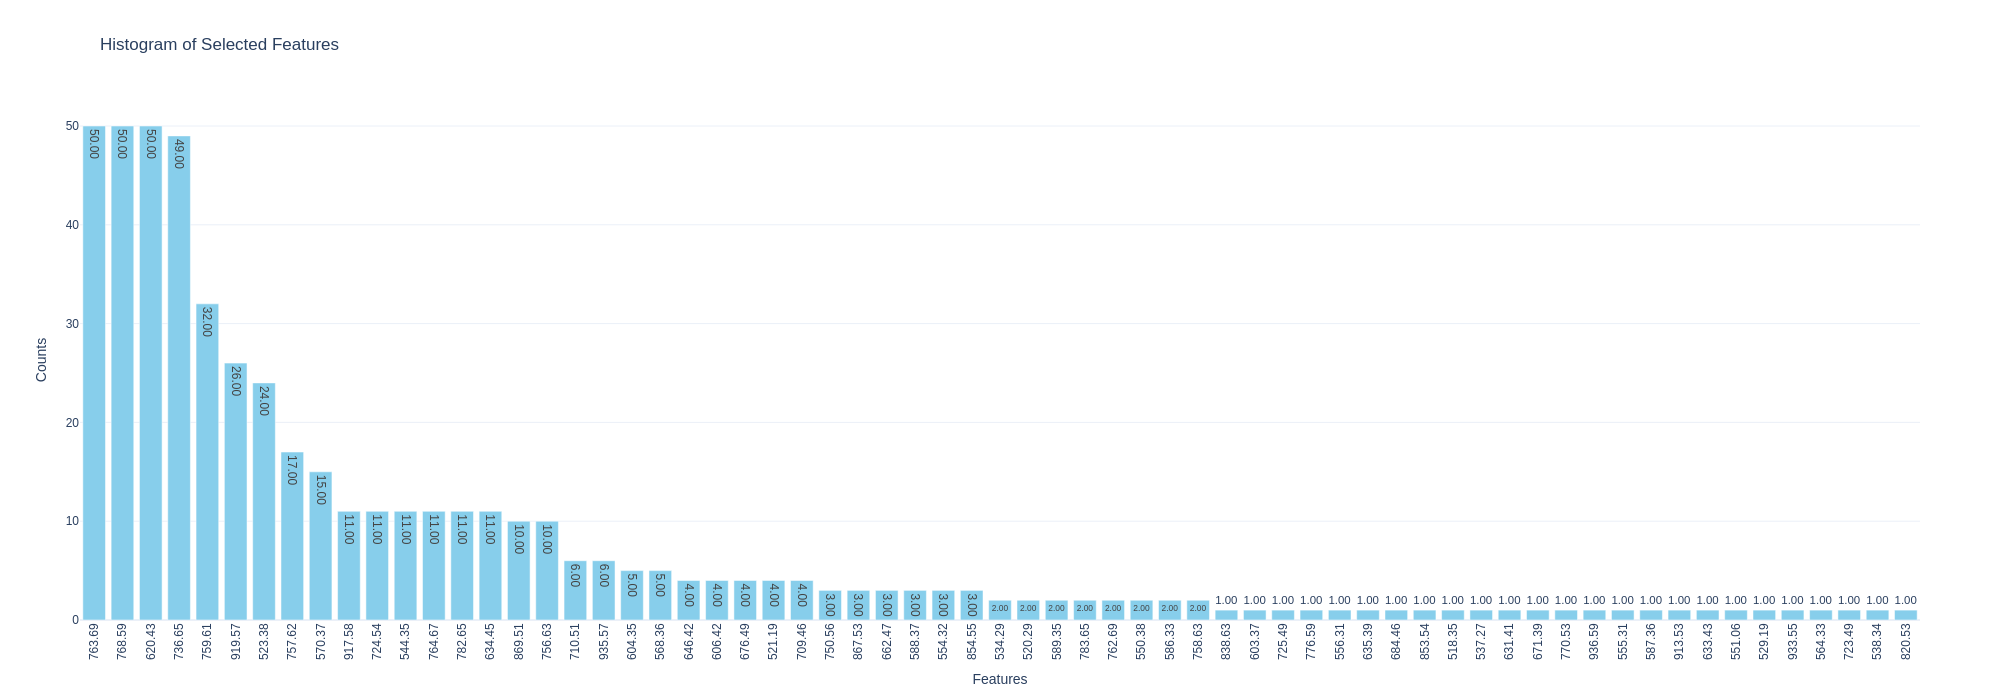 Histogram of Selected Features
50
40
30
20
10
0
Counts
50.00 50.00 50.00 49.00 32.00 26.00 24.00 17.00 15.00 11.00 11.00 11.00 11.00 11.00 11.00 10.00 10.00 6.00 6.00 5.00 5.00 4.00 4.00 4.00 4.00 4.00 3.00 3.00 3.00 3.00 3.00 3.00 2.00 2.00 2.00 2.00 2.00 2.00 2.00 2.00 1.00 1.00 1.00 1.00 1.00 1.00 1.00 1.00 1.00 1.00 1.00 1.00 1.00 1.00 1.00 1.00 1.00 1.00 1.00 1.00 1.00 1.00 1.00 1.00 1.00
763.69 768.59 620.43 736.65 759.61 919.57 523.38 757.62 570.37 917.58 724.54 544.35 764.67 782.65 634.45 869.51 756.63 710.51 935.57 604.35 568.36 646.42 606.42 676.49 521.19 709.46 750.56 867.53 662.47 588.37 554.32 854.55 534.29 520.29 589.35 783.65 762.69 550.38 586.33 758.63 838.63 603.37 725.49 776.59 556.31 635.39 684.46 853.54 518.35 537.27 631.41 671.39 770.53 936.59 555.31 587.36 913.53 633.43 551.06 529.19 933.55 564.33 723.49 538.34 820.53
Features